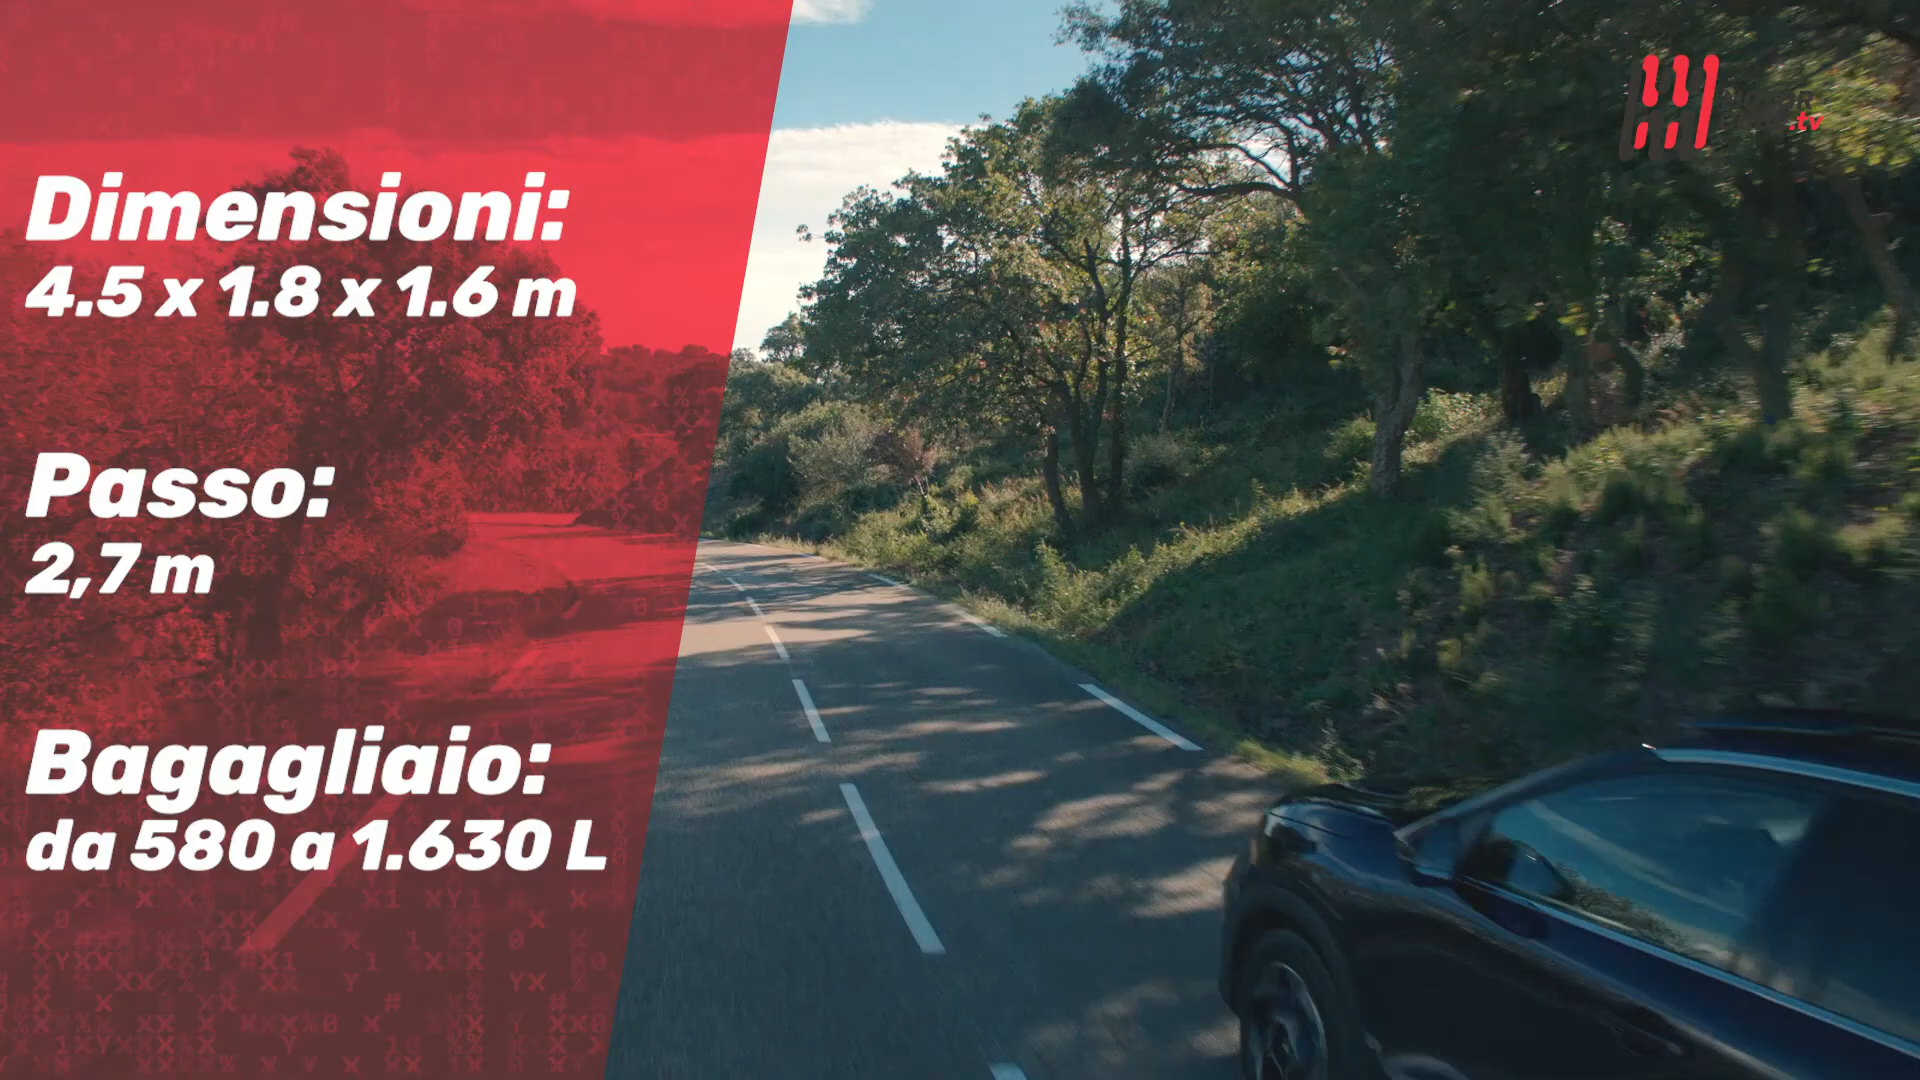 Dimensioni:
4.5 x 1.8 x 1.6 m
Passo:
2,7 m
Bagagliaio:
da 580 a 1.630 L
.tv